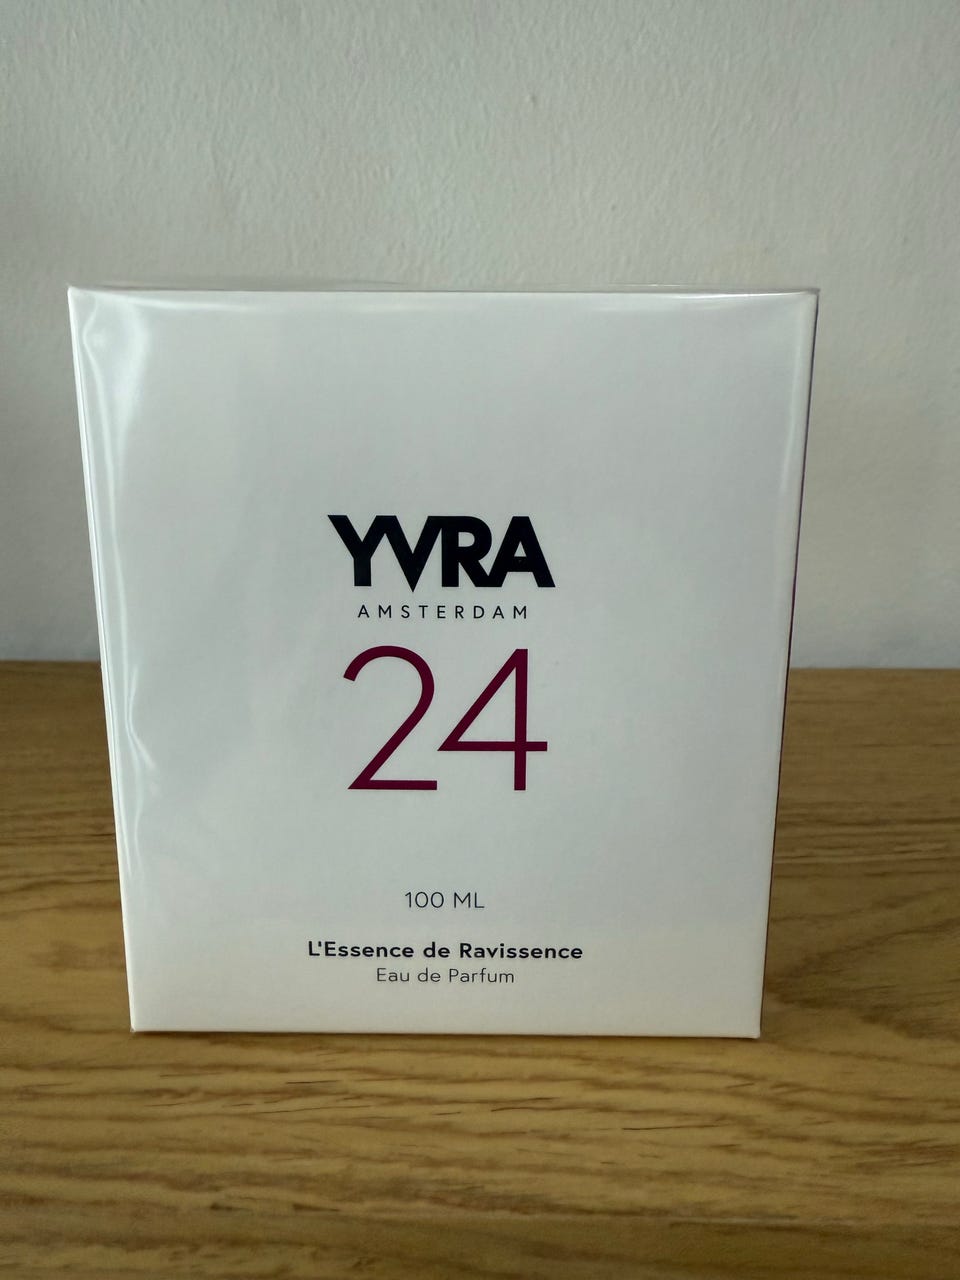 YVRA
AMSTERDAM
24
100 ML
L'Essence de Ravissence
Eau de Parfum